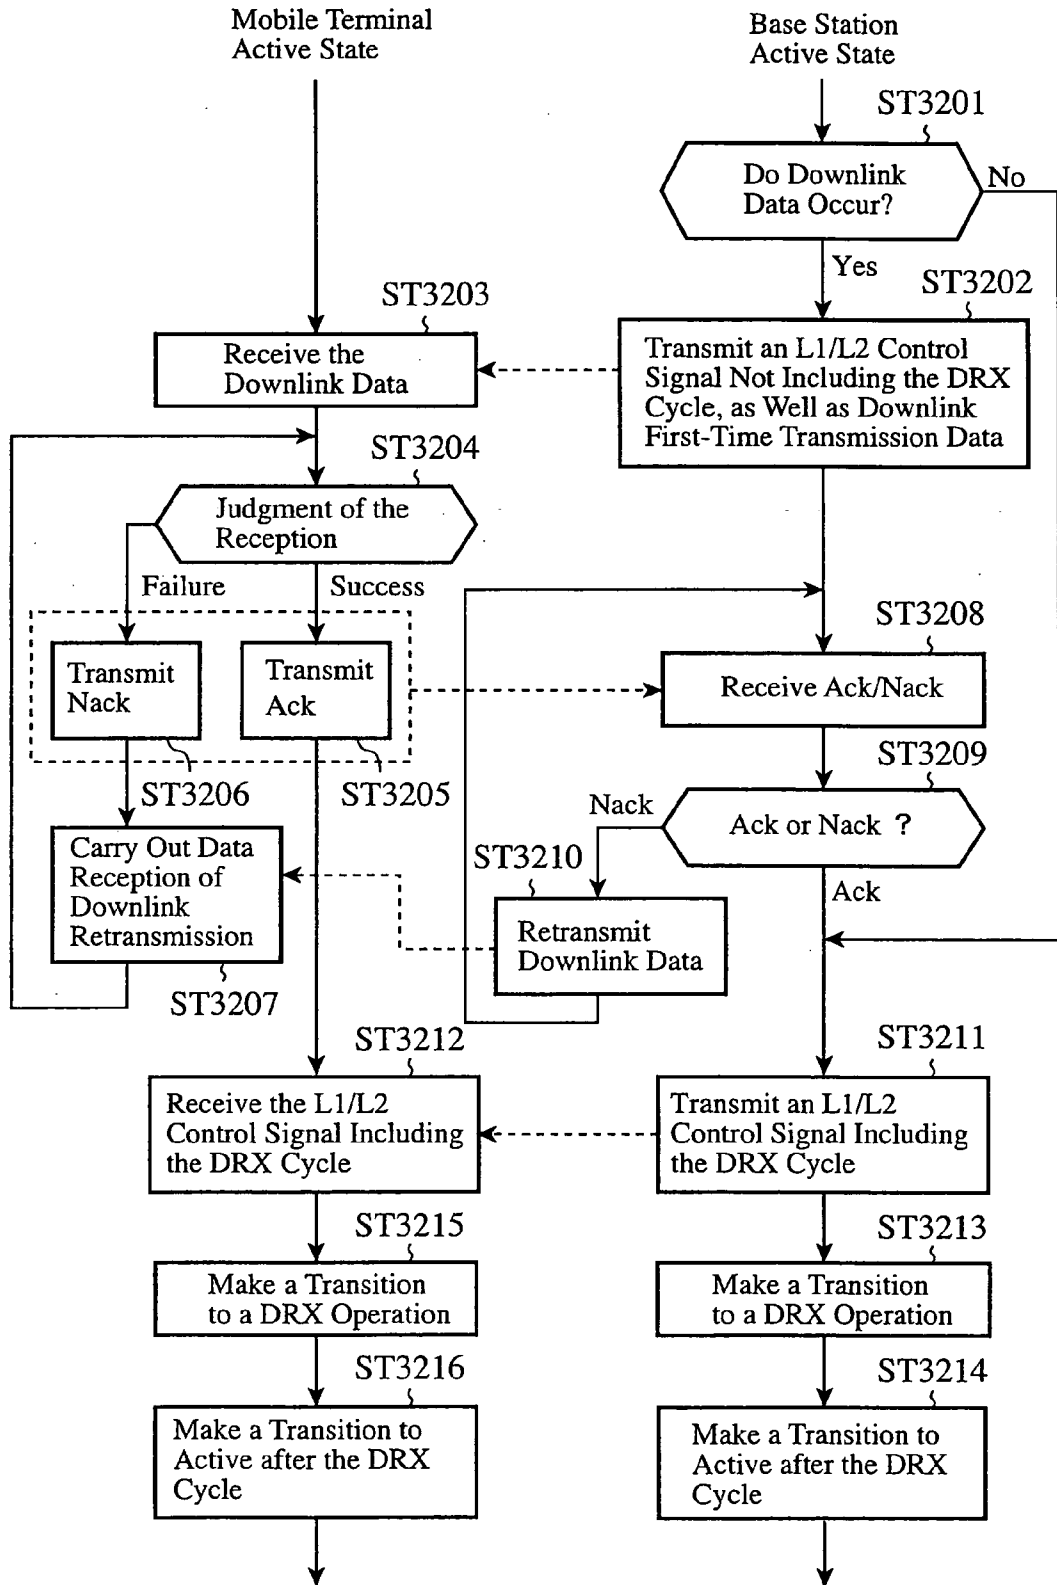 Mobile Terminal
Active State
Base Station
Active State
ST3201
Do Downlink
Data Occur?
No
Yes
ST3202
Transmit an L1/L2 Control
Signal Not Including the DRX
Cycle, as Well as Downlink
First-Time Transmission Data
ST3203
Receive the
Downlink Data
ST3204
Judgment of the
Reception
Failure
Success
Transmit
Nack
Transmit
Ack
ST3206
ST3205
ST3208
Receive Ack/Nack
ST3209
Ack or Nack ?
Nack
Ack
ST3210
Retransmit
Downlink Data
Carry Out Data
Reception of
Downlink
Retransmission
ST3207
ST3212
Receive the L1/L2
Control Signal Including
the DRX Cycle
ST3211
Transmit an L1/L2
Control Signal Including
the DRX Cycle
ST3215
Make a Transition
to a DRX Operation
ST3213
Make a Transition
to a DRX Operation
ST3216
Make a Transition to
Active after the DRX
Cycle
ST3214
Make a Transition to
Active after the DRX
Cycle